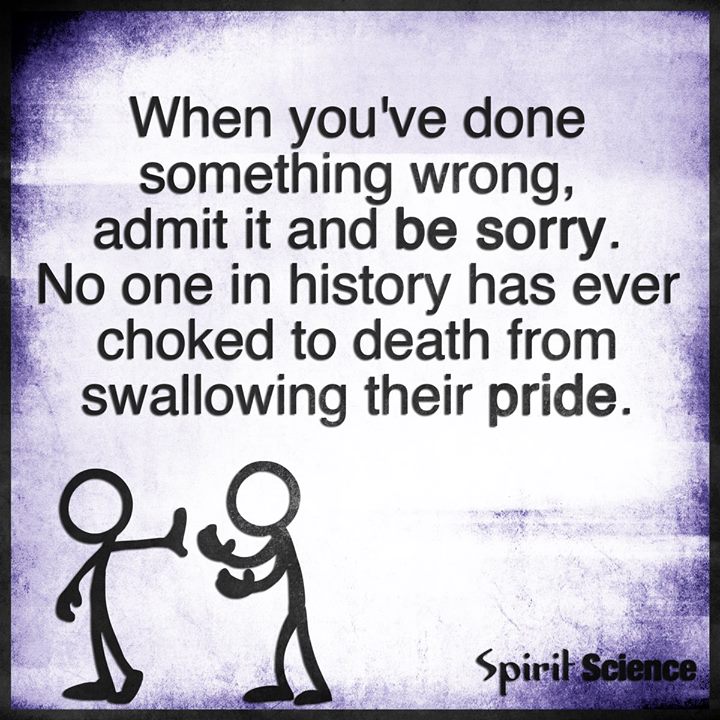 When you've done
something wrong,
admit it and be sorry.
No one in history has ever
choked to death from
swallowing their pride.
Spirit Science